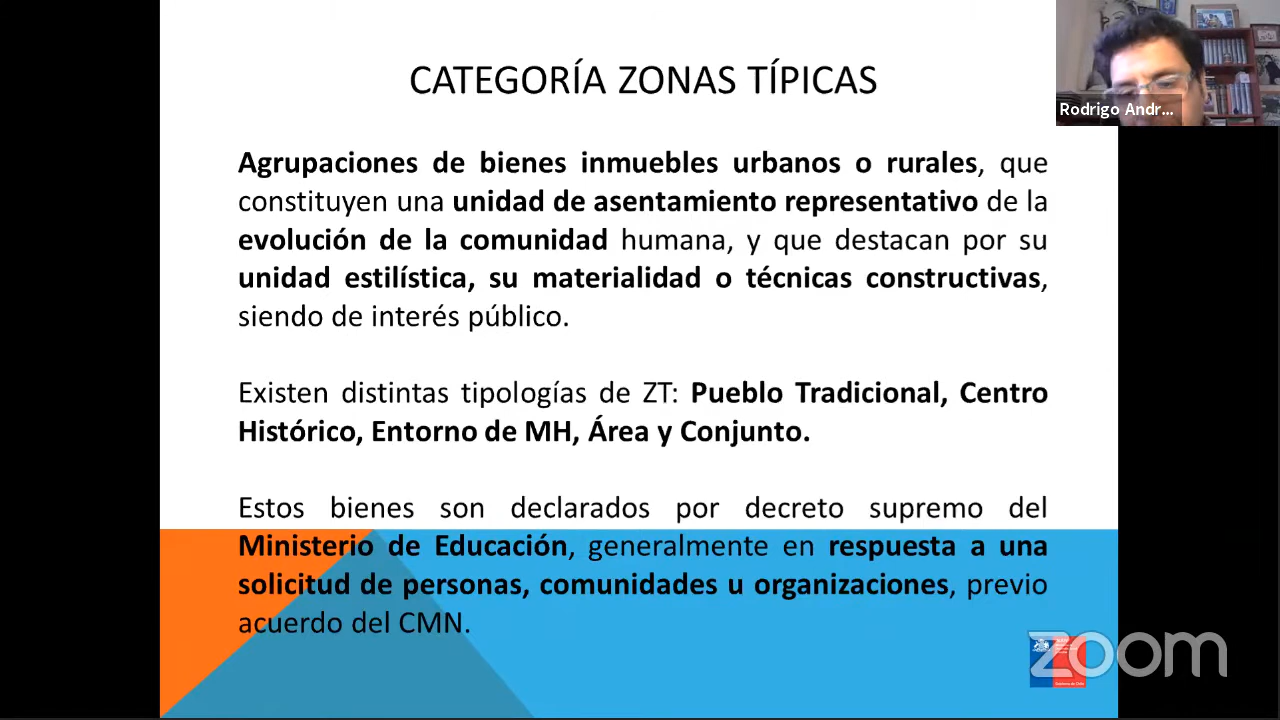 CATEGORÍA ZONAS TÍPICAS
Rodrigo Andr...
Agrupaciones de bienes inmuebles urbanos o rurales, que
constituyen una unidad de asentamiento representativo de la
evolución de la comunidad humana, y que destacan por su
unidad estilística, su materialidad o técnicas constructivas,
siendo de interés público.
Existen distintas tipologías de ZT: Pueblo Tradicional, Centro
Histórico, Entorno de MH, Área y Conjunto.
Estos bienes son declarados por decreto supremo del
Ministerio de Educación, generalmente en respuesta a una
solicitud de personas, comunidades u organizaciones, previo
acuerdo del CMN.
zoom
Gobierno de Chile